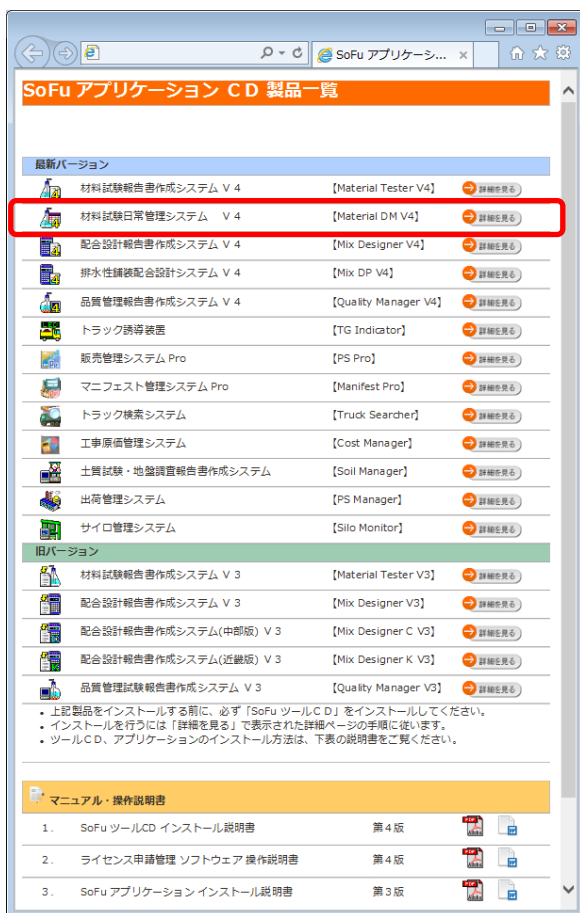 SoFu アプリケーシ... ×
SoFu アプリケーション ＣＤ 製品一覧
最新バージョン
材料試験報告書作成システム Ｖ４ 【Material Tester V4】 詳細を見る
材料試験日常管理システム　Ｖ４ 【Material DM V4】 詳細を見る
配合設計報告書作成システム Ｖ４ 【Mix Designer V4】 詳細を見る
排水性舗装配合設計システム Ｖ４ 【Mix DP V4】 詳細を見る
品質管理報告書作成システム Ｖ４ 【Quality Manager V4】 詳細を見る
トラック誘導装置 【TG Indicator】 詳細を見る
販売管理システム Pro 【PS Pro】 詳細を見る
マニフェスト管理システム Pro 【Manifest Pro】 詳細を見る
トラック検索システム 【Truck Searcher】 詳細を見る
工事原価管理システム 【Cost Manager】 詳細を見る
土質試験・地盤調査報告書作成システム 【Soil Manager】 詳細を見る
出荷管理システム 【PS Manager】 詳細を見る
サイロ管理システム 【Silo Monitor】 詳細を見る
旧バージョン
材料試験報告書作成システム Ｖ３ 【Material Tester V3】 詳細を見る
配合設計報告書作成システム Ｖ３ 【Mix Designer V3】 詳細を見る
配合設計報告書作成システム(中部版) Ｖ３ 【Mix Designer C V3】 詳細を見る
配合設計報告書作成システム(近畿版) Ｖ３ 【Mix Designer K V3】 詳細を見る
品質管理試験報告書作成システム Ｖ３ 【Quality Manager V3】 詳細を見る
• 上記製品をインストールする前に、必ず「SoFu ツールＣＤ」をインストールしてください。
• インストールを行うには「詳細を見る」で表示された詳細ページの手順に従います。
• ツールＣＤ、アプリケーションのインストール方法は、下表の説明書をご覧ください。
マニュアル・操作説明書
１. SoFu ツールCD インストール説明書 第４版
２. ライセンス申請管理 ソフトウェア 操作説明書 第４版
３. SoFu アプリケーション インストール説明書 第３版